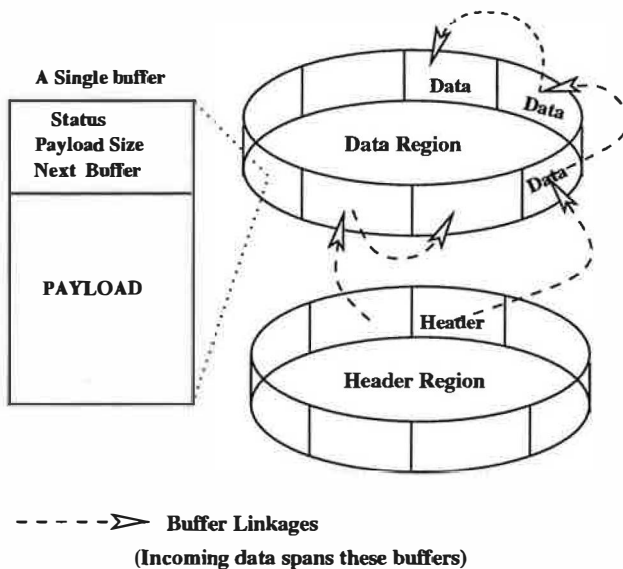 A Single buffer
Status
Payload Size
Next Buffer
PAYLOAD
Data
Data
Data Region
Data
Header
Header Region
Buffer Linkages
(Incoming data spans these buffers)